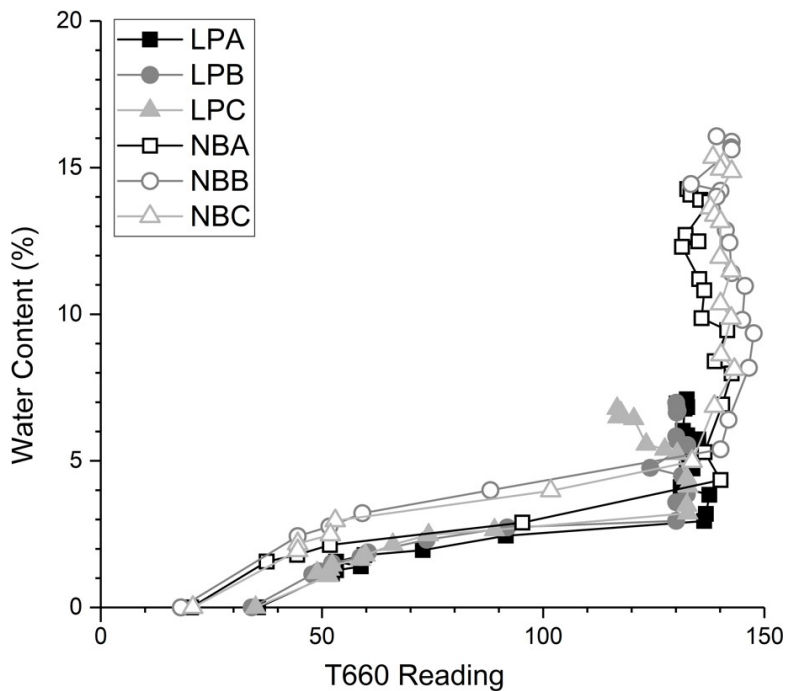 20
15
10
5
0
Water Content (%)
LPA
LPB
LPC
NBA
NBB
NBC
0 50 100 150
T660 Reading